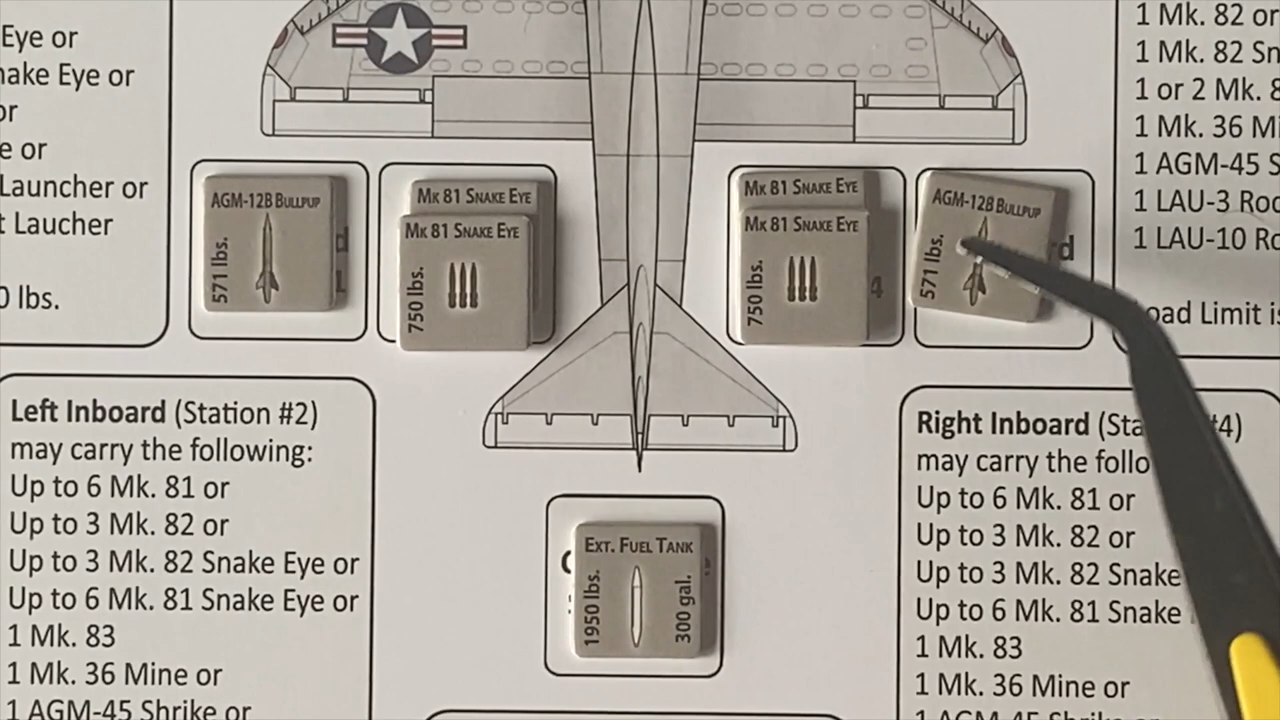 Eye or
nake Eye or
or
e or
Launcher or
t Laucher
0 lbs.
1 Mk. 82 or
1 Mk. 82 Sn
1 or 2 Mk. 8
1 Mk. 36 Mi
1 AGM-45 S
1 LAU-3 Roc
1 LAU-10 Ro
oad Limit is
AGM-12B Bullpup
571 lbs.
Mk 81 Snake Eye
Mk 81 Snake Eye
750 lbs.
Mk 81 Snake Eye
Mk 81 Snake Eye
750 lbs.
4
AGM-12B Bullpup
571 lbs.
rd
Left Inboard (Station #2)
may carry the following:
Up to 6 Mk. 81 or
Up to 3 Mk. 82 or
Up to 3 Mk. 82 Snake Eye or
Up to 6 Mk. 81 Snake Eye or
1 Mk. 83
1 Mk. 36 Mine or
1 AGM-45 Shrike or
Ext. Fuel Tank
1950 lbs.
300 gal.
Right Inboard (Sta #4)
may carry the follo
Up to 6 Mk. 81 or
Up to 3 Mk. 82 or
Up to 3 Mk. 82 Snake
Up to 6 Mk. 81 Snake
1 Mk. 83
1 Mk. 36 Mine or
1 AGM-45 Shrike or